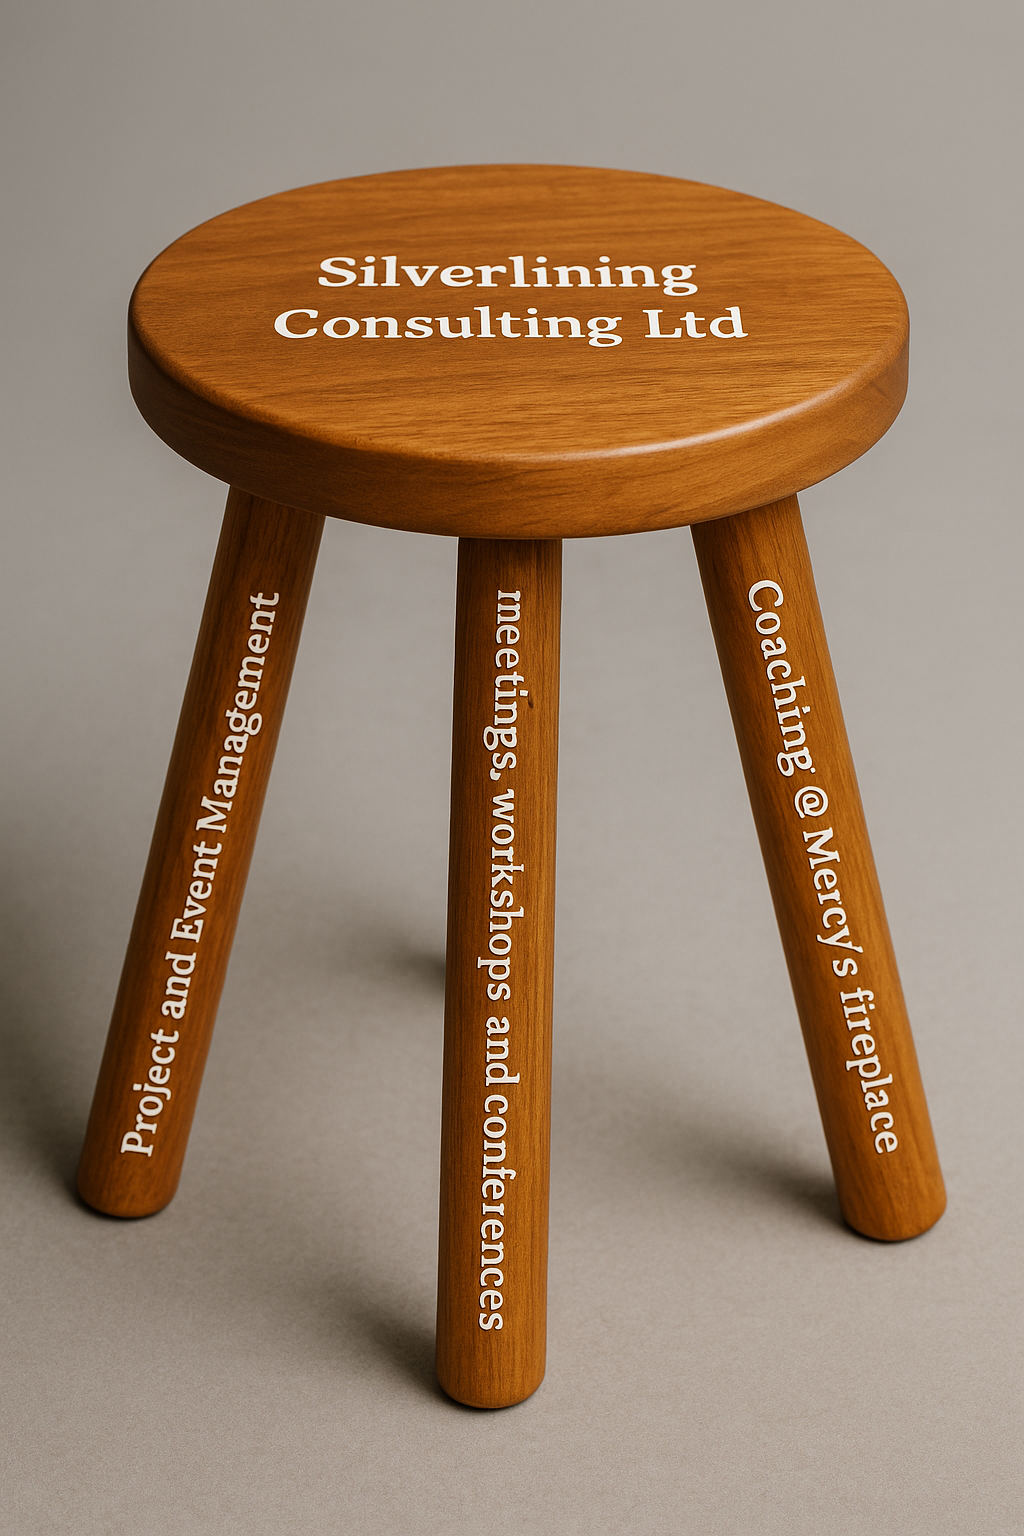 Silverlining
Consulting Ltd
Project and Event Management
meetings, workshops and conferences
Coaching @ Mercy's fireplace